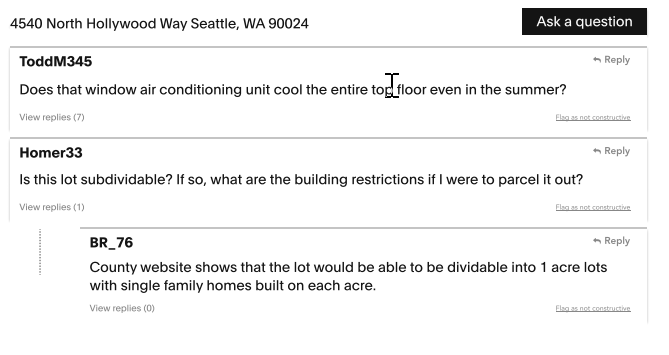 4540 North Hollywood Way Seattle, WA 90024
Ask a question
ToddM345
Reply
Does that window air conditioning unit cool the entire top floor even in the summer?
View replies (7)
Flag as not constructive
Homer33
Reply
Is this lot subdividable? If so, what are the building restrictions if I were to parcel it out?
View replies (1)
Flag as not constructive
BR_76
Reply
County website shows that the lot would be able to be dividable into 1 acre lots
with single family homes built on each acre.
View replies (0)
Flag as not constructive